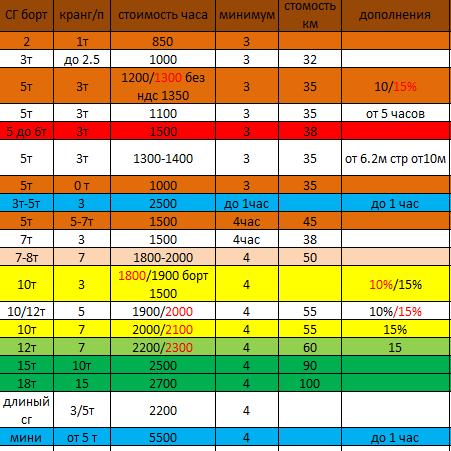 СГ борт кранг/п стоимость часа минимум стомость км дополнения
2 1т 850 3
3т до 2.5 1000 3 32
5т 3т 1200/1300 без ндс 1350 3 35 10/15%
5т 3т 1100 3 35 от 5 часов
5 до 6т 3т 1500 3 38
5т 3т 1300-1400 3 35 от 6.2м стр от10м
5т 0 т 1000 3 35
3т-5т 3 2500 до 1час до 1 час
5т 5-7т 1500 4час 45
7т 3 1500 4час 38
7-8т 7 1800-2000 4 50
10т 3 1800/1900 борт 1500 4 10%/15%
10/12т 5 1900/2000 4 55 10%/15%
10т 7 2000/2100 4 55 15%
12т 7 2200/2300 4 60 15
15т 10т 2500 4 90
18т 15 2700 4 100
длиный сг 3/5т 2200 4
мини от 5 т 5500 4 до 1 час